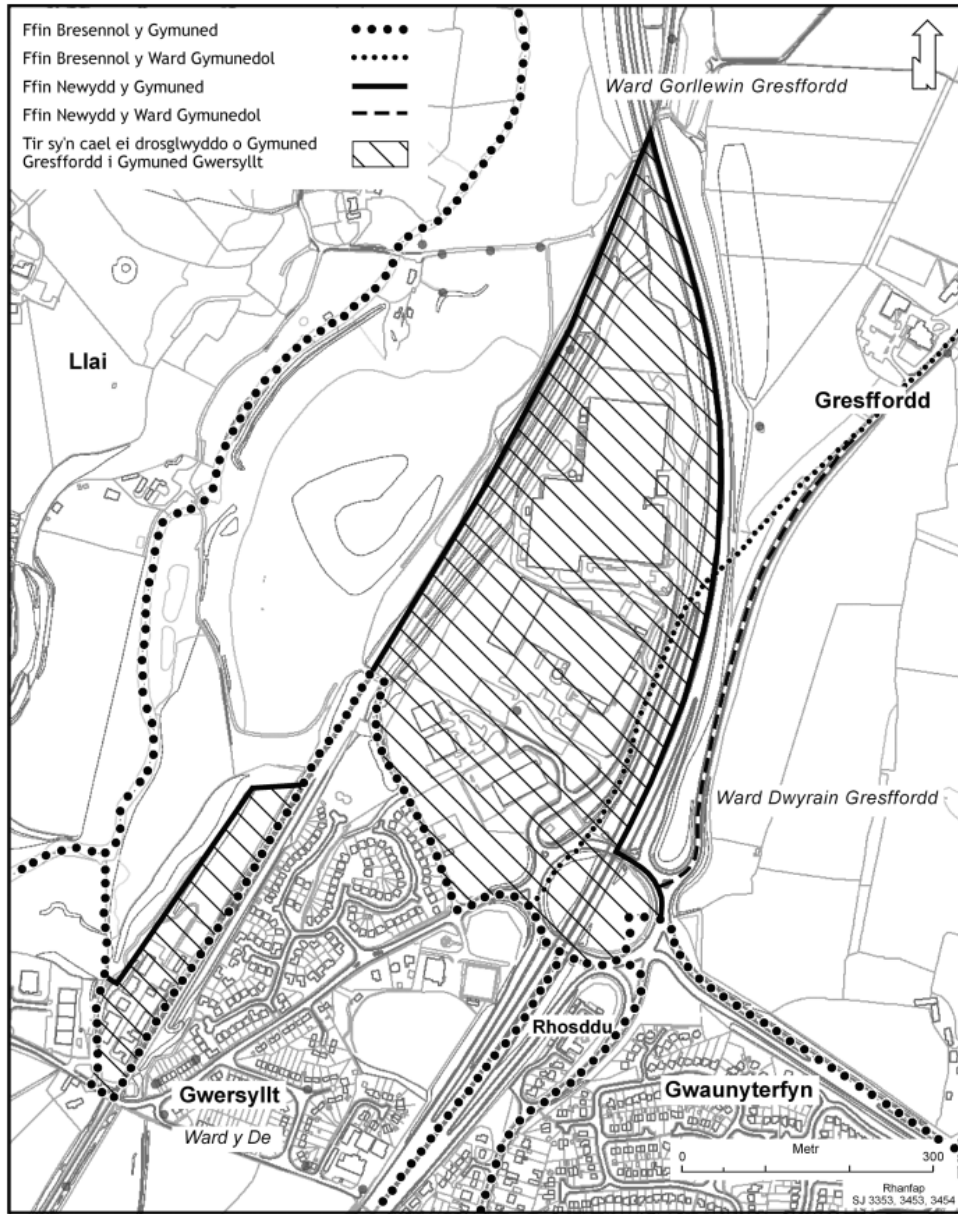 Ffin Bresennol y Gymuned
Ffin Bresennol y Ward Gymunedol
Ffin Newydd y Gymuned
Ffin Newydd y Ward Gymunedol
Tir sy'n cael ei drosglwyddo o Gymuned
Gresffordd i Gymuned Gwersyllt
Ward Gorllewin Gresffordd
N
Llai
Gresffordd
Ward Dwyrain Gresffordd
Rhosddu
Gwersyllt
Gwaunyterfyn
Ward y De
Metr
0 300
Rhanfap
SJ 3353, 3453, 3454